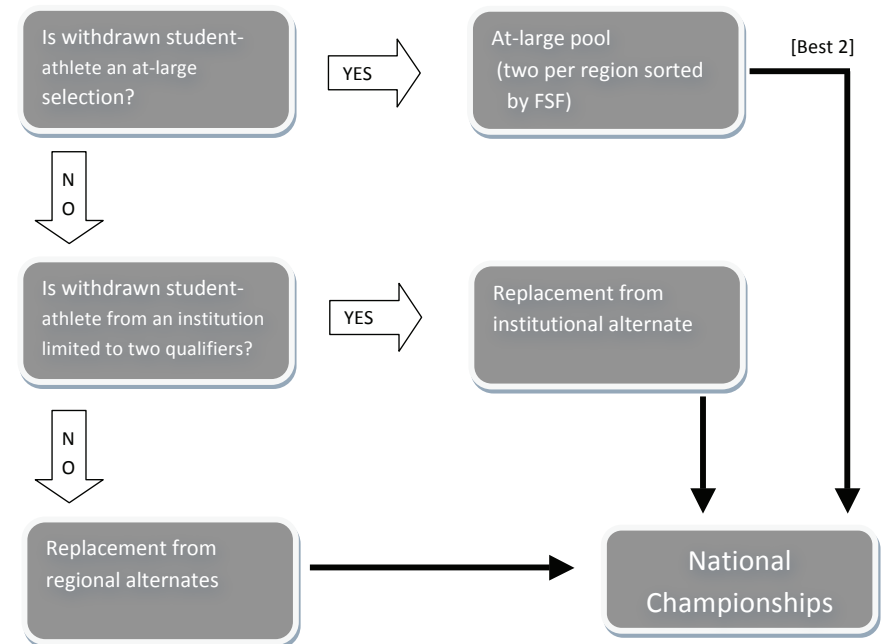 Is withdrawn student-
athlete an at-large
selection?
YES
At-large pool
(two per region sorted
by FSF)
[Best 2]
N
O
Is withdrawn student-
athlete from an institution
limited to two qualifiers?
YES
Replacement from
institutional alternate
N
O
Replacement from
regional alternates
National
Championships